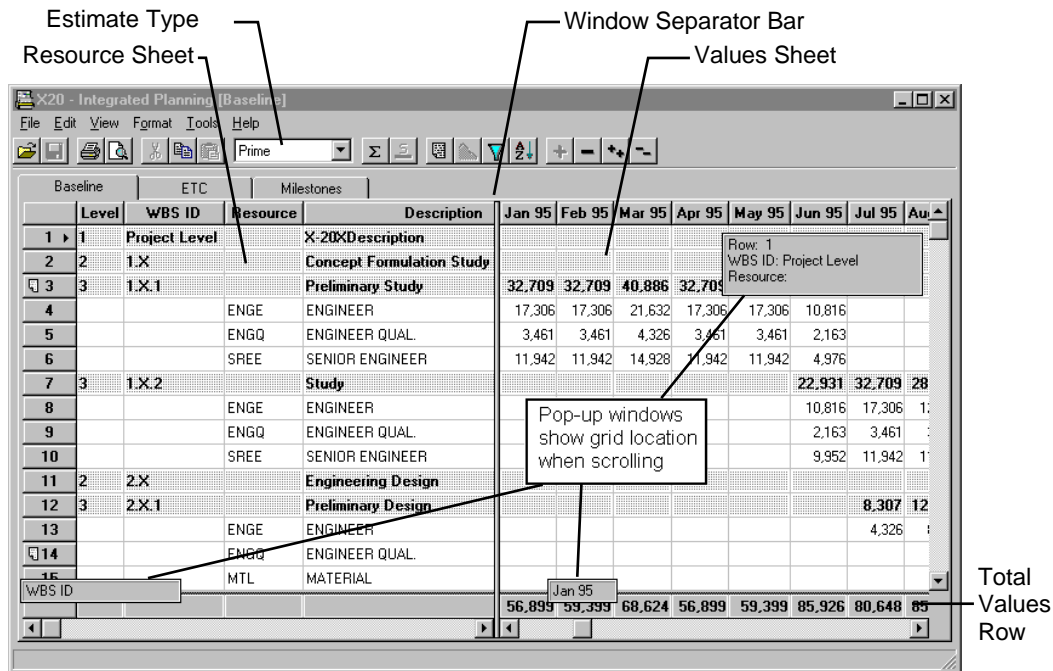 Estimate Type
Window Separator Bar
Resource Sheet
Values Sheet
X20 - Integrated Planning [Baseline]
File Edit View Format Tools Help
Prime
Baseline ETC Milestones
Level WBS ID Resource Description Jan 95 Feb 95 Mar 95 Apr 95 May 95 Jun 95 Jul 95
1 1 Project Level X-20XDescription
Row: 1
WBS ID: Project Level
Resource:
2 2 1.X Concept Formulation Study
3 3 1.X.1 Preliminary Study 32,709 32,709 40,886 32,709
4 ENGE ENGINEER 17,306 17,306 21,632 17,306 17,306 10,816
5 ENGQ ENGINEER QUAL. 3,461 3,461 4,326 3,461 3,461 2,163
6 SREE SENIOR ENGINEER 11,942 11,942 14,928 11,942 11,942 4,976
7 3 1.X.2 Study 22,931 32,709 28
8 ENGE ENGINEER 10,816 17,306
9 ENGQ ENGINEER QUAL. 2,163 3,461
10 SREE SENIOR ENGINEER 9,952 11,942
Pop-up windows
show grid location
when scrolling
11 2 2.X Engineering Design
12 3 2.X.1 Preliminary Design 8,307 12
13 ENGE ENGINEER 4,326
14 ENGQ ENGINEER QUAL.
15 MTL MATERIAL
WBS ID
Jan 95
56,899 59,399 68,624 56,899 59,399 85,926 80,648 85
Total
Values
Row